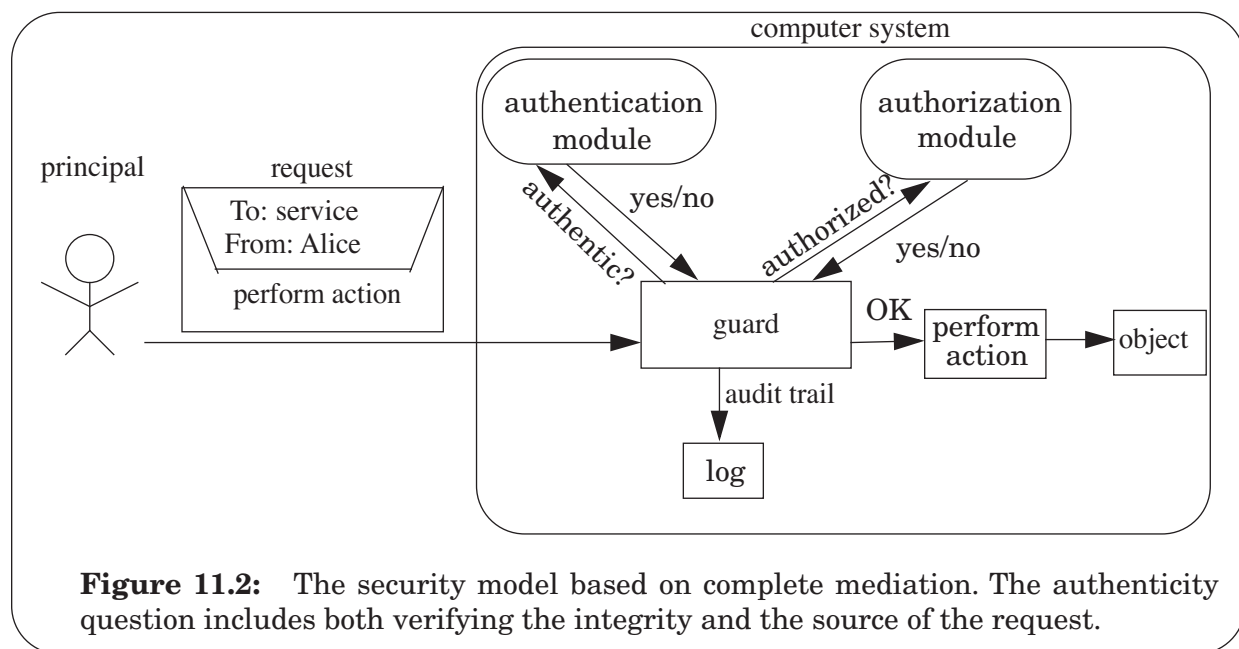 computer system
authentication
module
authorization
module
principal
request
To: service
From: Alice
perform action
authentic?
yes/no
authorized?
yes/no
guard
OK
perform
action
object
audit trail
log
Figure 11.2: The security model based on complete mediation. The authenticity
question includes both verifying the integrity and the source of the request.